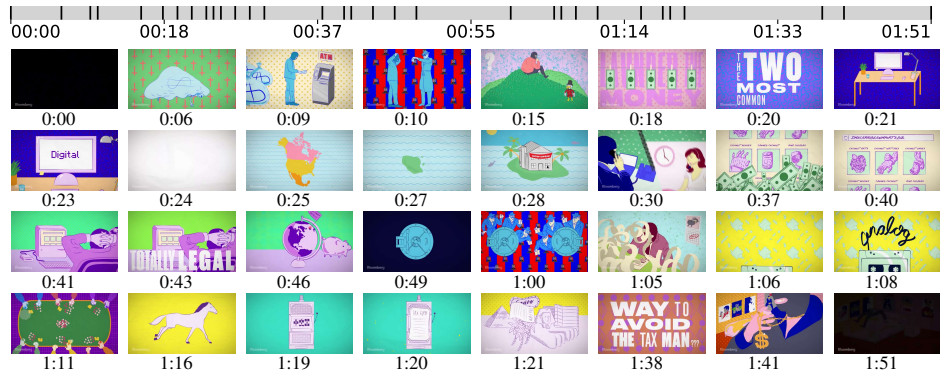 00:00 00:18 00:37 00:55 01:14 01:33 01:51
ATM
THE TWO MOST COMMON
0:00 0:06 0:09 0:10 0:15 0:18 0:20 0:21
Digital
0:23 0:24 0:25 0:27 0:28 0:30 0:37 0:40
TOTALLY LEGAL
0:41 0:43 0:46 0:49 1:00 1:05 1:06 1:08
analog
WAY TO AVOID THE TAX MAN???
1:11 1:16 1:19 1:20 1:21 1:38 1:41 1:51